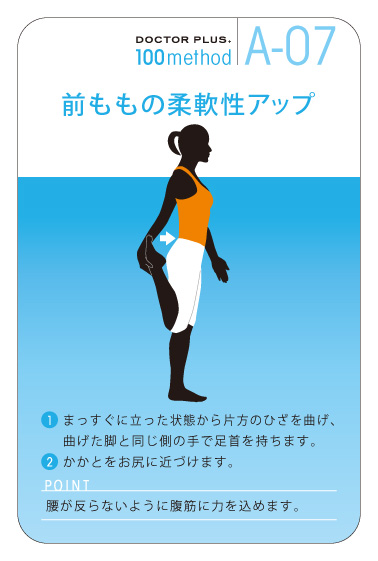 DOCTOR PLUS.
100method
A-07
前ももの柔軟性アップ
1 まっすぐに立った状態から片方のひざを曲げ、
曲げた脚と同じ側の手で足首を持ちます。
2 かかとをお尻に近づけます。
POINT
腰が反らないように腹筋に力を込めます。